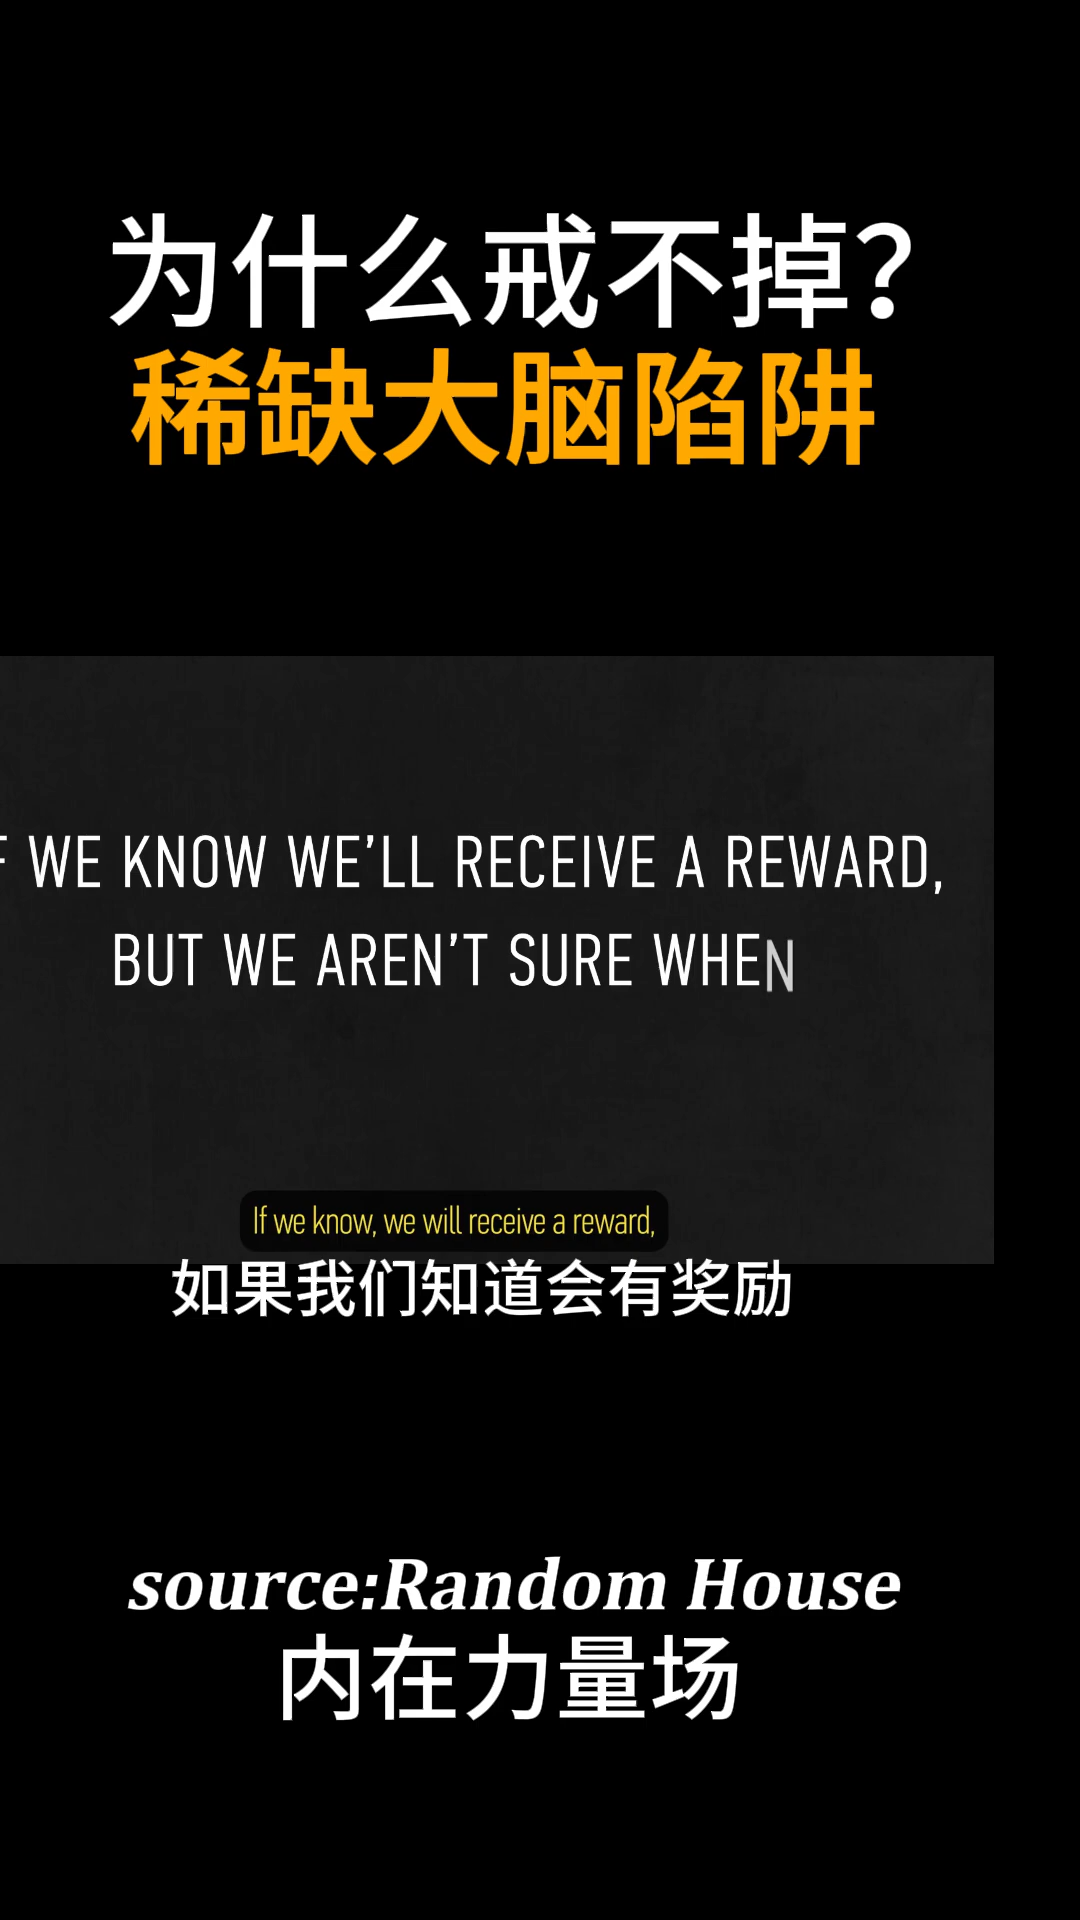 为什么戒不掉？
稀缺大脑陷阱
F WE KNOW WE’LL RECEIVE A REWARD,
BUT WE AREN’T SURE WHEN
If we know, we will receive a reward,
如果我们知道会有奖励
source:Random House
内在力量场